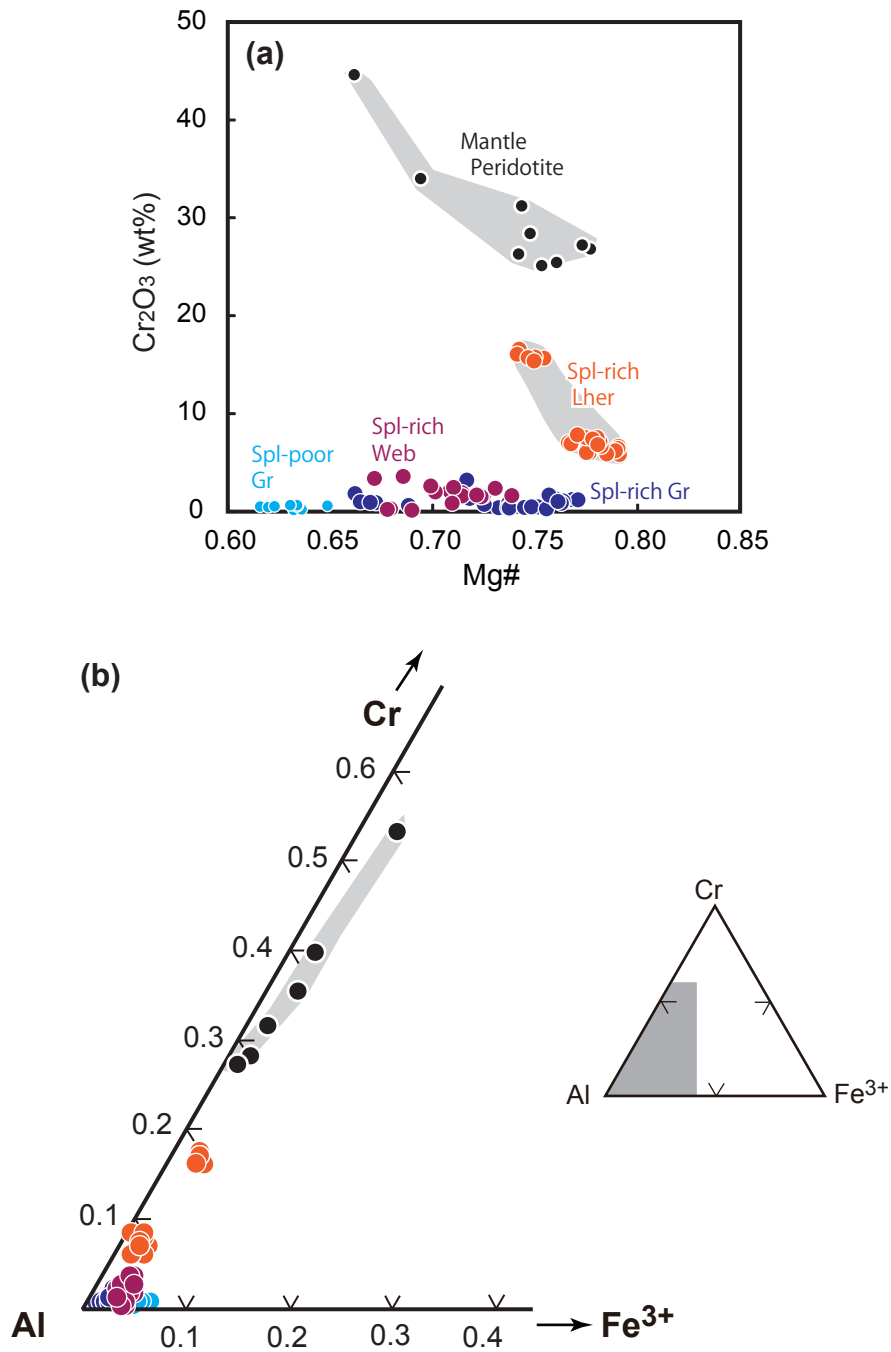 (a)
50
40
30
20
10
0
Cr₂O₃ (wt%)
Mantle
Peridotite
Spl-rich
Lher
Spl-rich
Web
Spl-poor
Gr
Spl-rich Gr
0.60 0.65 0.70 0.75 0.80 0.85
Mg#
(b)
Cr
0.6
0.5
0.4
0.3
0.2
0.1
Al
0.1 0.2 0.3 0.4
Fe³⁺
Cr
Al
Fe³⁺